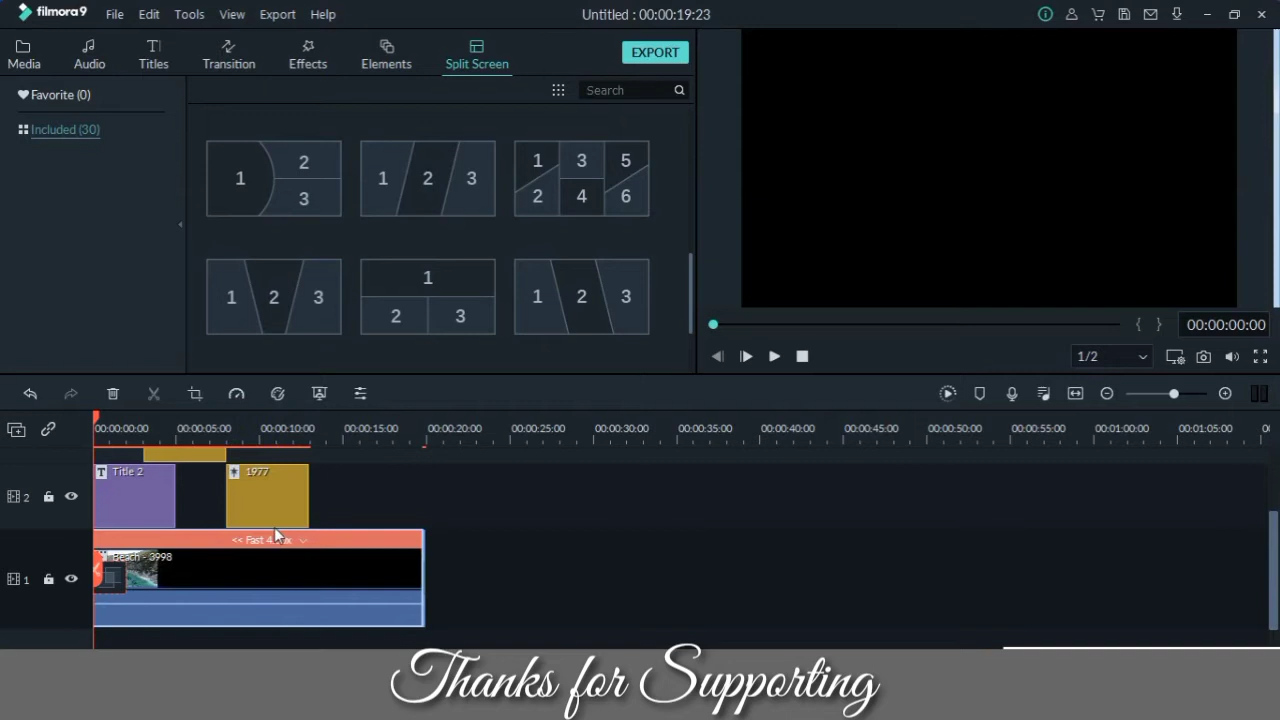 filmora9 File Edit Tools View Export Help Untitled : 00:00:19:23
Media Audio Titles Transition Effects Elements Split Screen EXPORT
Favorite (0)
Search
Included (30)
1 2 3
1 2 3
1 2 3 4 5 6
1 2 3
1 2 3
1 2 3
00:00:00:00
1/2
00:00:00:00 00:00:05:00 00:00:10:00 00:00:15:00 00:00:20:00 00:00:25:00 00:00:30:00 00:00:35:00 00:00:40:00 00:00:45:00 00:00:50:00 00:00:55:00 00:01:00:00 00:01:05:00
2 T Title 2 1977
<< Fast
Beach - 3998
1
Thanks for Supporting